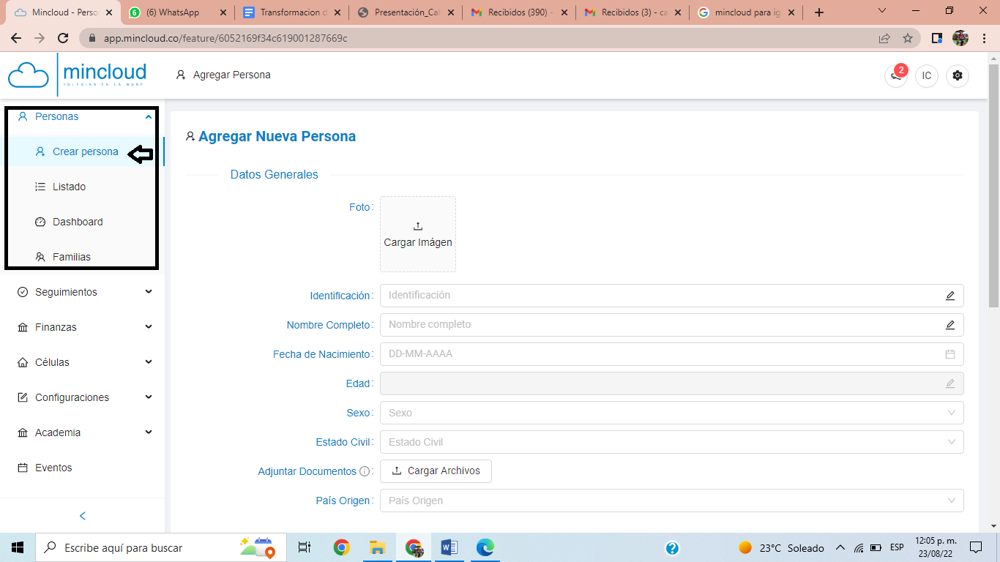 Mincloud - Perso
(6) WhatsApp
Transformacion d
Presentación_Cal
Recibidos (390) -
Recibidos (3) - ca
mincloud para ig
app.mincloud.co/feature/6052169f34c619001287669c
mincloud
IGLESIAS EN LA NUBE
Agregar Persona
2
IC
Personas
Crear persona
Listado
Dashboard
Familias
Seguimientos
Finanzas
Células
Configuraciones
Academia
Eventos
Agregar Nueva Persona
Datos Generales
Foto:
Cargar Imágen
Identificación: Identificación
Nombre Completo: Nombre completo
Fecha de Nacimiento: DD-MM-AAAA
Edad:
Sexo: Sexo
Estado Civil: Estado Civil
Adjuntar Documentos : Cargar Archivos
País Origen: País Origen
Escribe aquí para buscar
23°C Soleado
ESP
12:05 p. m.
23/08/22